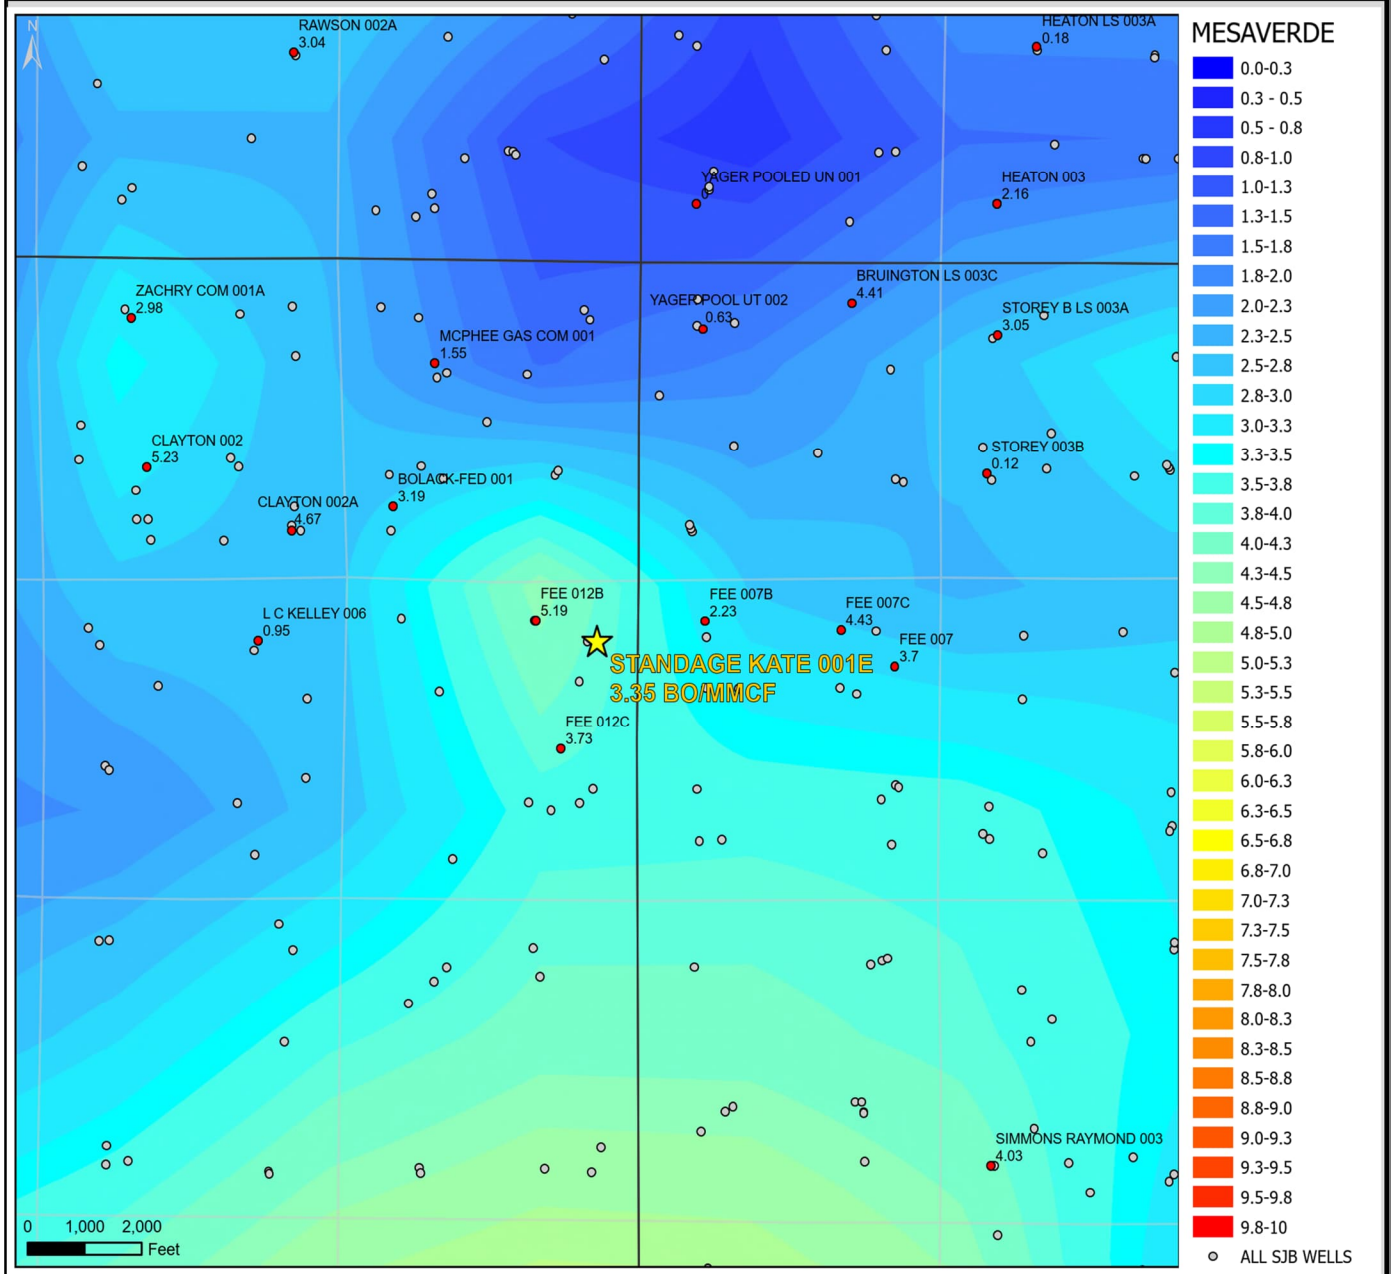 N
RAWSON 002A
3.04
HEATON LS 003A
0.18
YAGER POOLED UN 001
0
HEATON 003
2.16
ZACHRY COM 001A
2.98
BRUINGTON LS 003C
4.41
YAGER POOL UT 002
0.63
STOREY B LS 003A
3.05
MCPHEE GAS COM 001
1.55
CLAYTON 002
5.23
STOREY 003B
0.12
BOLACK-FED 001
3.19
CLAYTON 002A
4.67
FEE 012B
5.19
FEE 007B
2.23
FEE 007C
4.43
L C KELLEY 006
0.95
FEE 007
3.7
STANDAGE KATE 001E
3.35 BO/MMCF
FEE 012C
3.73
SIMMONS RAYMOND 003
4.03
0 1,000 2,000
Feet
MESAVERDE
0.0-0.3
0.3 - 0.5
0.5 - 0.8
0.8-1.0
1.0-1.3
1.3-1.5
1.5-1.8
1.8-2.0
2.0-2.3
2.3-2.5
2.5-2.8
2.8-3.0
3.0-3.3
3.3-3.5
3.5-3.8
3.8-4.0
4.0-4.3
4.3-4.5
4.5-4.8
4.8-5.0
5.0-5.3
5.3-5.5
5.5-5.8
5.8-6.0
6.0-6.3
6.3-6.5
6.5-6.8
6.8-7.0
7.0-7.3
7.3-7.5
7.5-7.8
7.8-8.0
8.0-8.3
8.3-8.5
8.5-8.8
8.8-9.0
9.0-9.3
9.3-9.5
9.5-9.8
9.8-10
ALL SJB WELLS